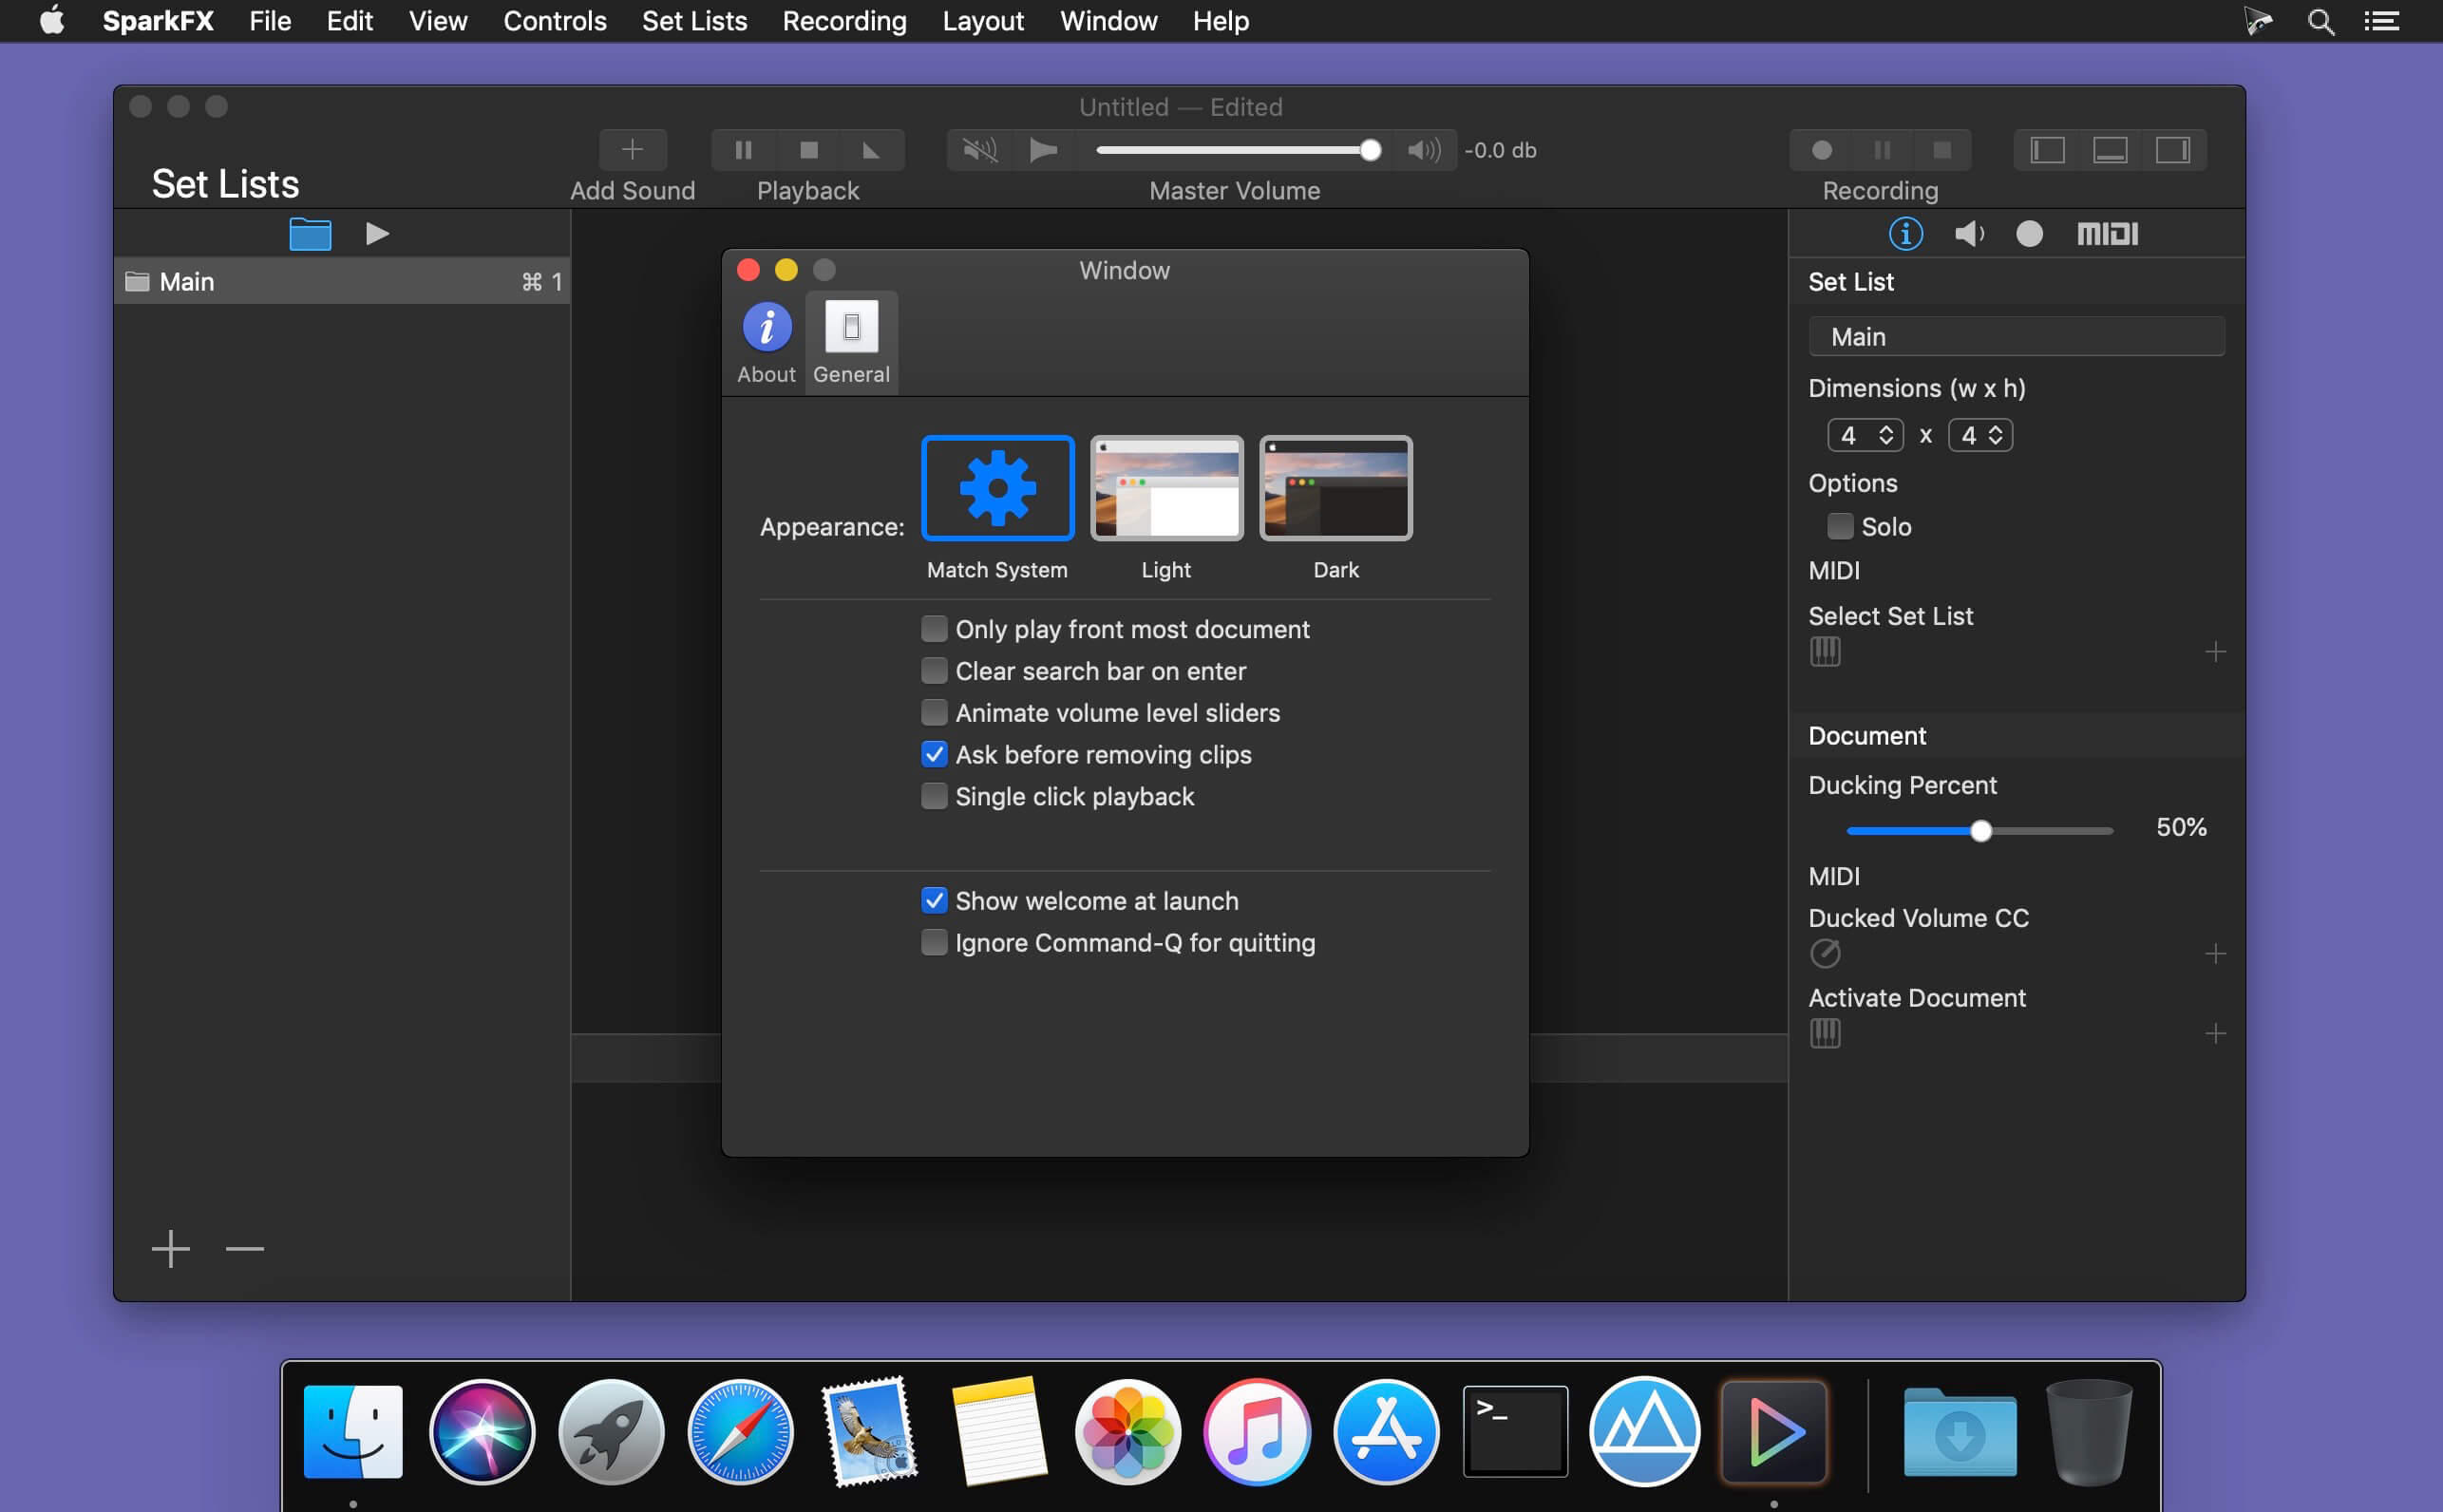 SparkFX File Edit View Controls Set Lists Recording Layout Window Help
Untitled — Edited
-0.0 db
Set Lists
Add Sound
Playback
Master Volume
Recording
MIDI
Main ⌘ 1
Window
About
General
Appearance:
Match System
Light
Dark
Only play front most document
Clear search bar on enter
Animate volume level sliders
Ask before removing clips
Single click playback
Show welcome at launch
Ignore Command-Q for quitting
Set List
Main
Dimensions (w x h)
4 x 4
Options
Solo
MIDI
Select Set List
Document
Ducking Percent
50%
MIDI
Ducked Volume CC
Activate Document
>_